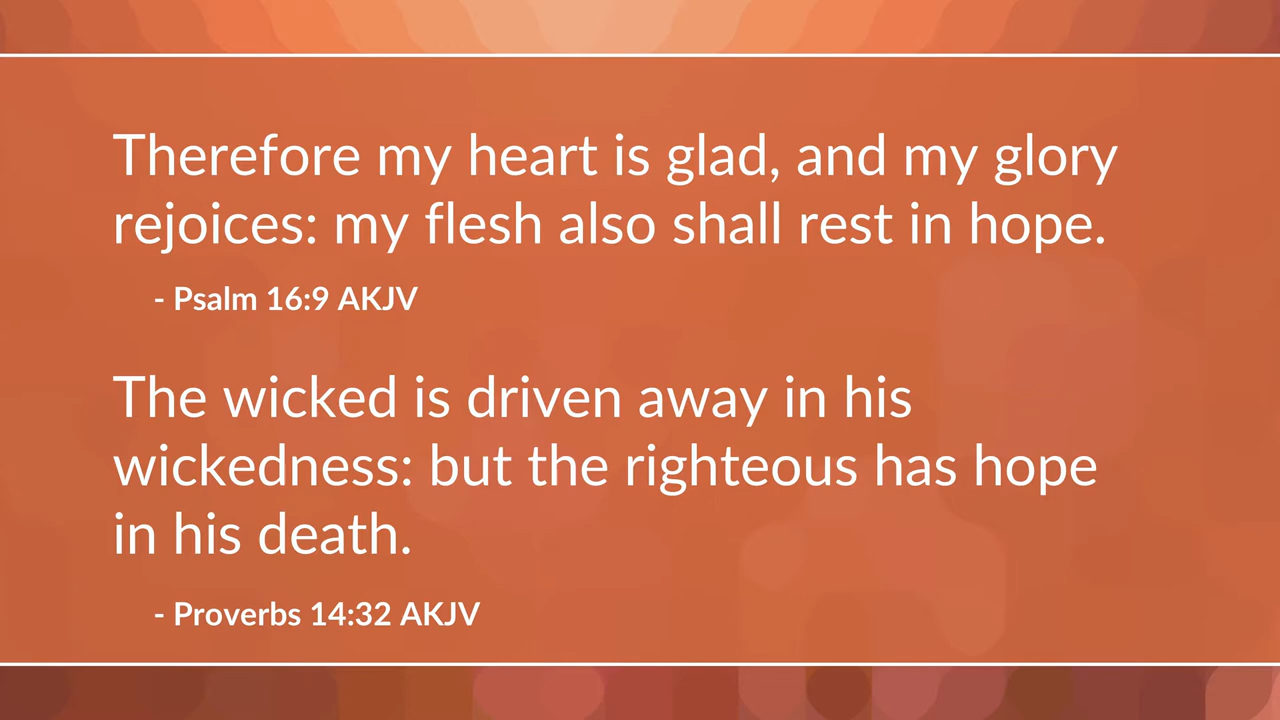 Therefore my heart is glad, and my glory
rejoices: my flesh also shall rest in hope.
- Psalm 16:9 AKJV
The wicked is driven away in his
wickedness: but the righteous has hope
in his death.
- Proverbs 14:32 AKJV